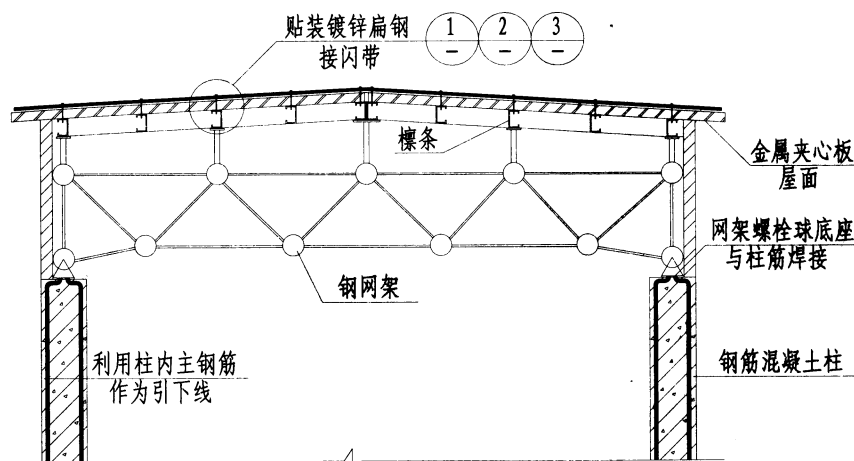 贴装镀锌扁钢
接闪带
1 2 3
– – –
檩条
金属夹心板
屋面
网架螺栓球底座
与柱筋焊接
钢网架
利用柱内主钢筋
作为引下线
钢筋混凝土柱